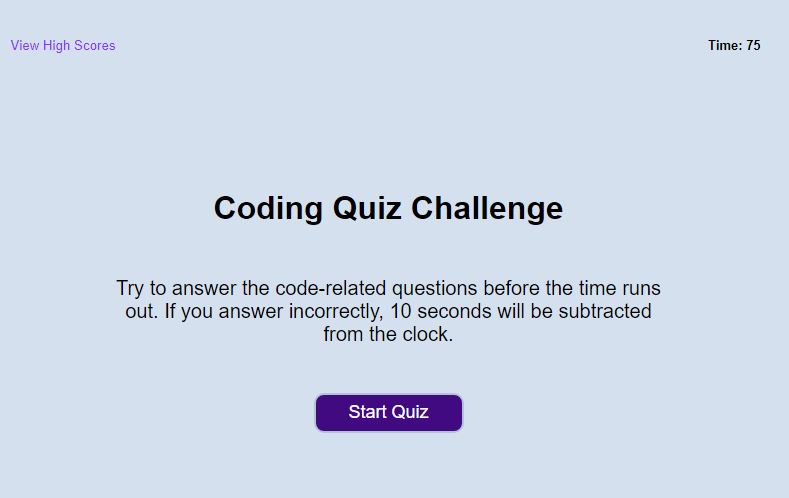 View High Scores
Time: 75
Coding Quiz Challenge
Try to answer the code-related questions before the time runs
out. If you answer incorrectly, 10 seconds will be subtracted
from the clock.
Start Quiz